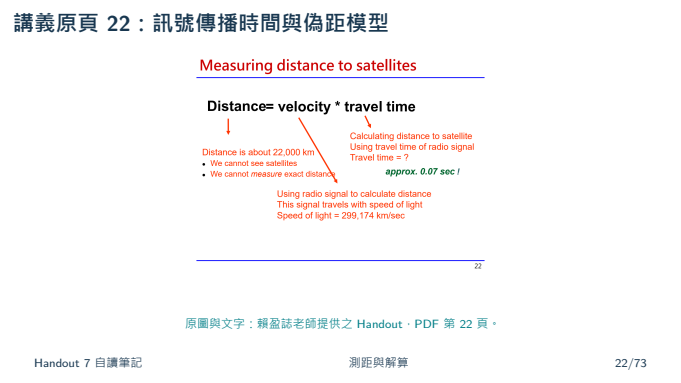 講義原頁 22：訊號傳播時間與偽距模型
Measuring distance to satellites
Distance= velocity * travel time
Calculating distance to satellite
Using travel time of radio signal
Travel time = ?
approx. 0.07 sec !
Distance is about 22,000 km
• We cannot see satellites
• We cannot measure exact distance
Using radio signal to calculate distance
This signal travels with speed of light
Speed of light = 299,174 km/sec
22
原圖與文字：賴盈誌老師提供之 Handout，PDF 第 22 頁。
Handout 7 自讀筆記
測距與解算
22/73